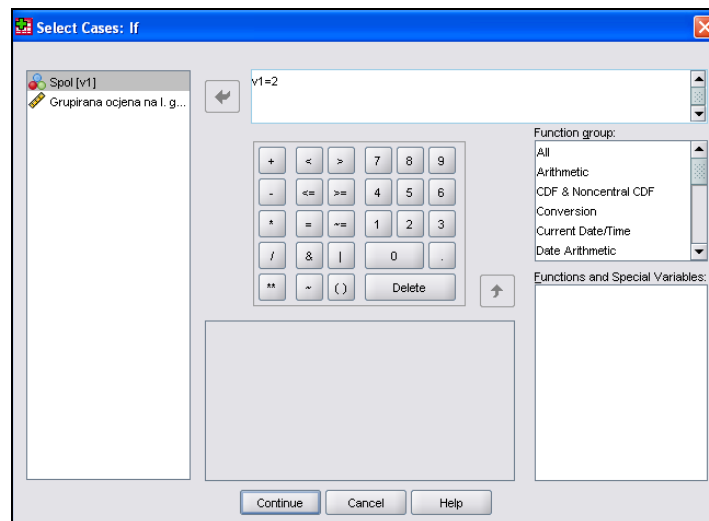 Select Cases: If
Spol [v1]
Grupirana ocjena na I. g...
v1=2
+ < > 7 8 9
- <= >= 4 5 6
* = ~= 1 2 3
/ & | 0 .
** ~ ( ) Delete
Function group:
All
Arithmetic
CDF & Noncentral CDF
Conversion
Current Date/Time
Date Arithmetic
Functions and Special Variables:
Continue Cancel Help